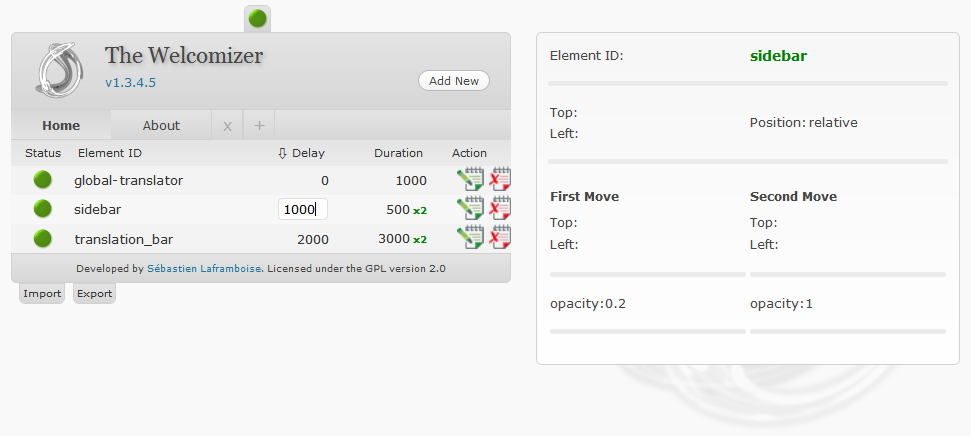 The Welcomizer
v1.3.4.5
Add New
Home About x +
Status Element ID ⇩ Delay Duration Action
global-translator 0 1000
sidebar 1000 500 x2
translation_bar 2000 3000 x2
Developed by Sébastien Laframboise. Licensed under the GPL version 2.0
Import Export
Element ID: sidebar
Top:
Left:
Position: relative
First Move Second Move
Top: Top:
Left: Left:
opacity:0.2 opacity:1